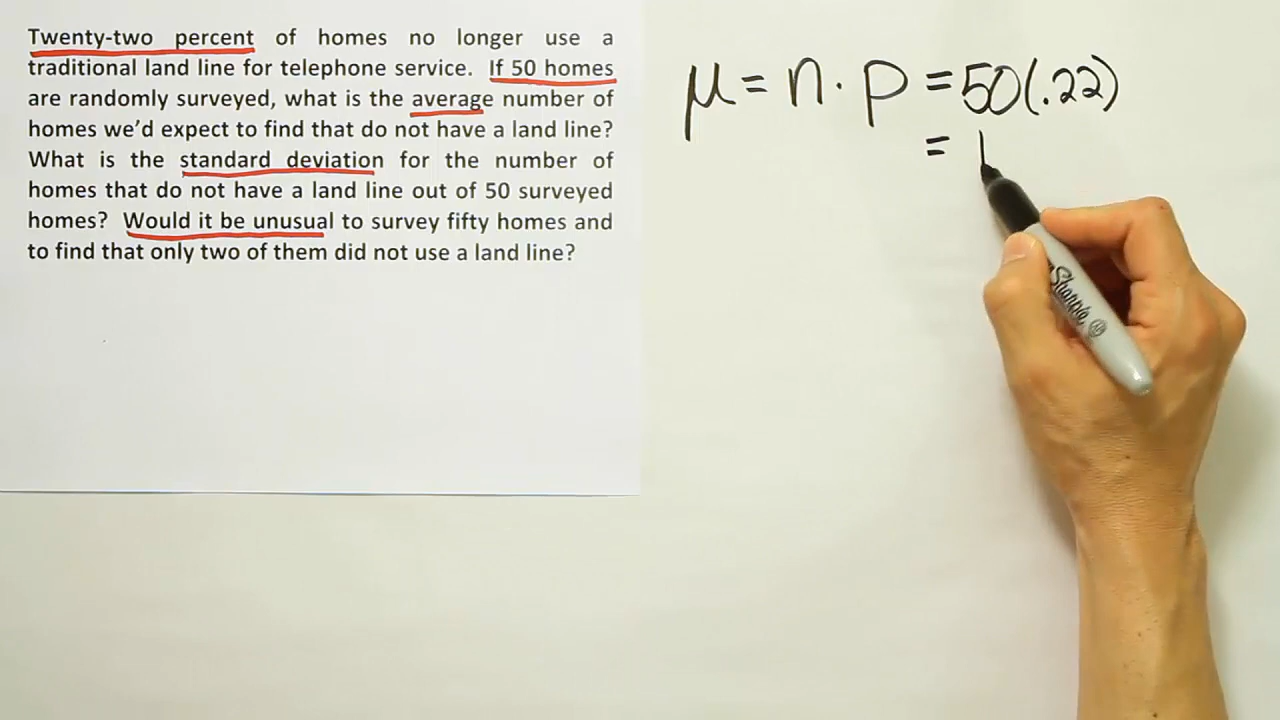 Twenty-two percent of homes no longer use a
traditional land line for telephone service. If 50 homes
are randomly surveyed, what is the average number of
homes we'd expect to find that do not have a land line?
What is the standard deviation for the number of
homes that do not have a land line out of 50 surveyed
homes? Would it be unusual to survey fifty homes and
to find that only two of them did not use a land line?
μ = n · p = 50(.22)
= 1
Sharpie